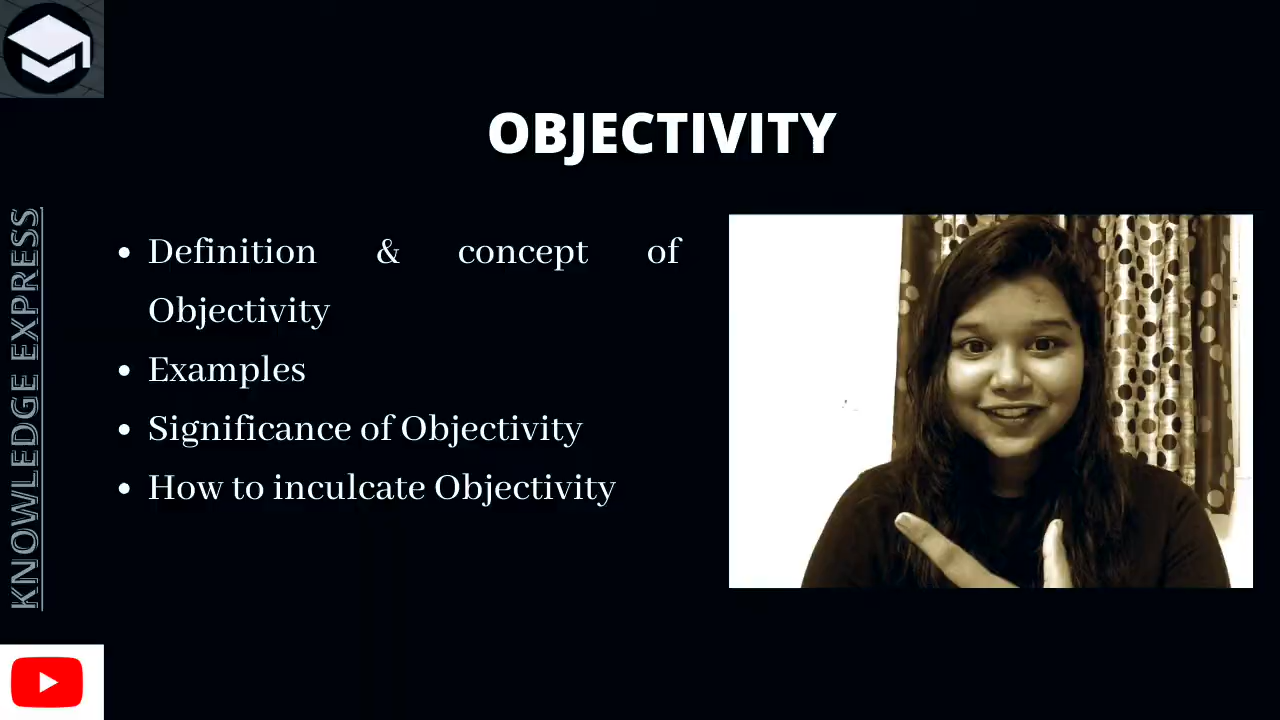 OBJECTIVITY
KNOWLEDGE EXPRESS
• Definition & concept of
Objectivity
• Examples
• Significance of Objectivity
• How to inculcate Objectivity